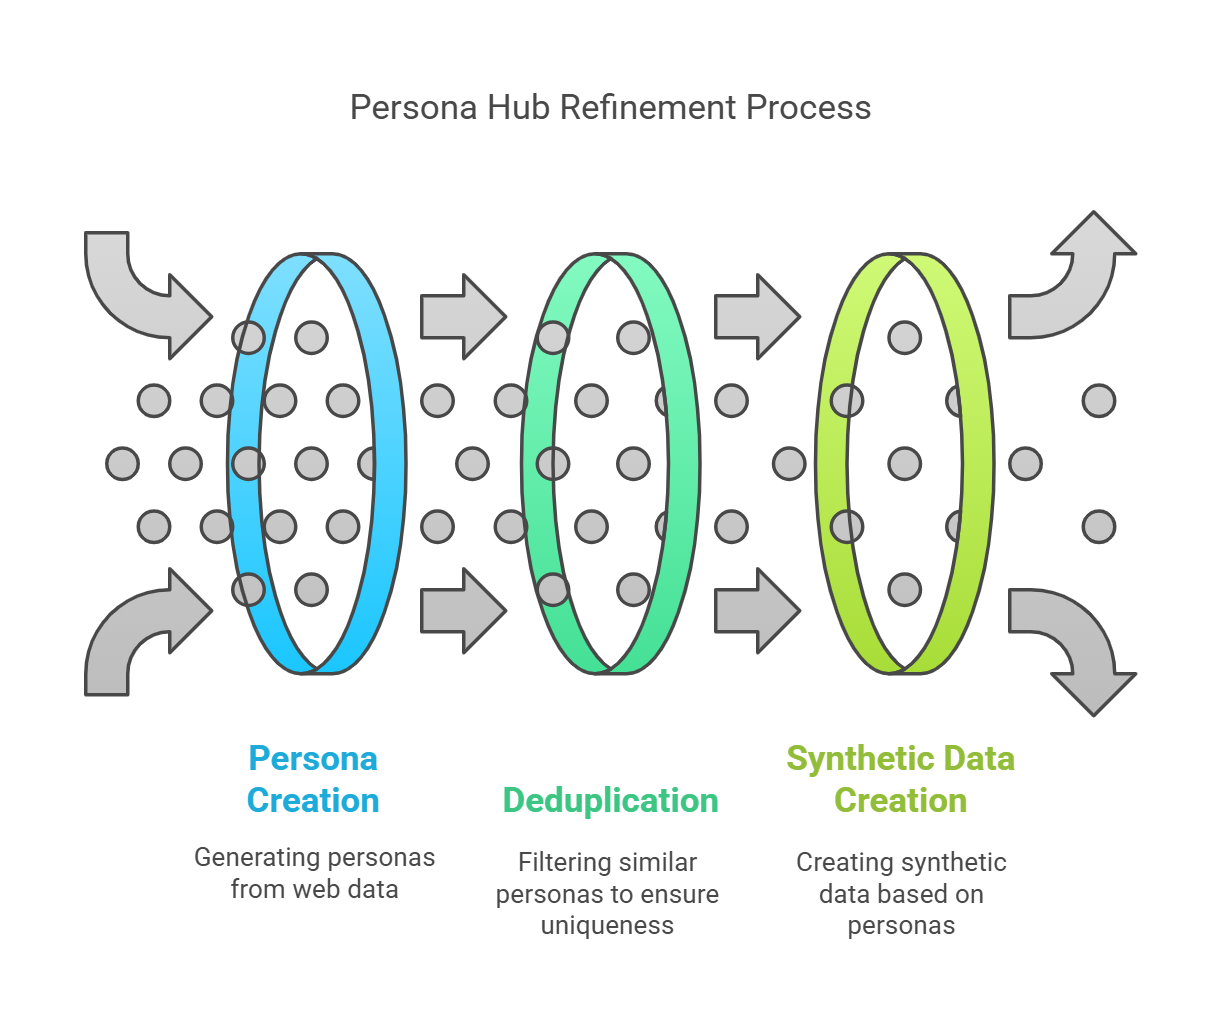 Persona Hub Refinement Process
Persona
Creation
Generating personas
from web data
Deduplication
Filtering similar
personas to ensure
uniqueness
Synthetic Data
Creation
Creating synthetic
data based on
personas